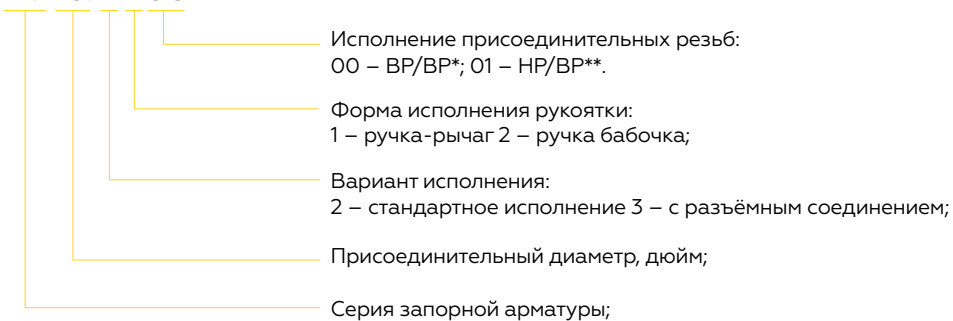 Исполнение присоединительных резьб:
00 – ВР/ВР*; 01 – НР/ВР**.
Форма исполнения рукоятки:
1 – ручка-рычаг 2 – ручка бабочка;
Вариант исполнения:
2 – стандартное исполнение 3 – с разъёмным соединением;
Присоединительный диаметр, дюйм;
Серия запорной арматуры;